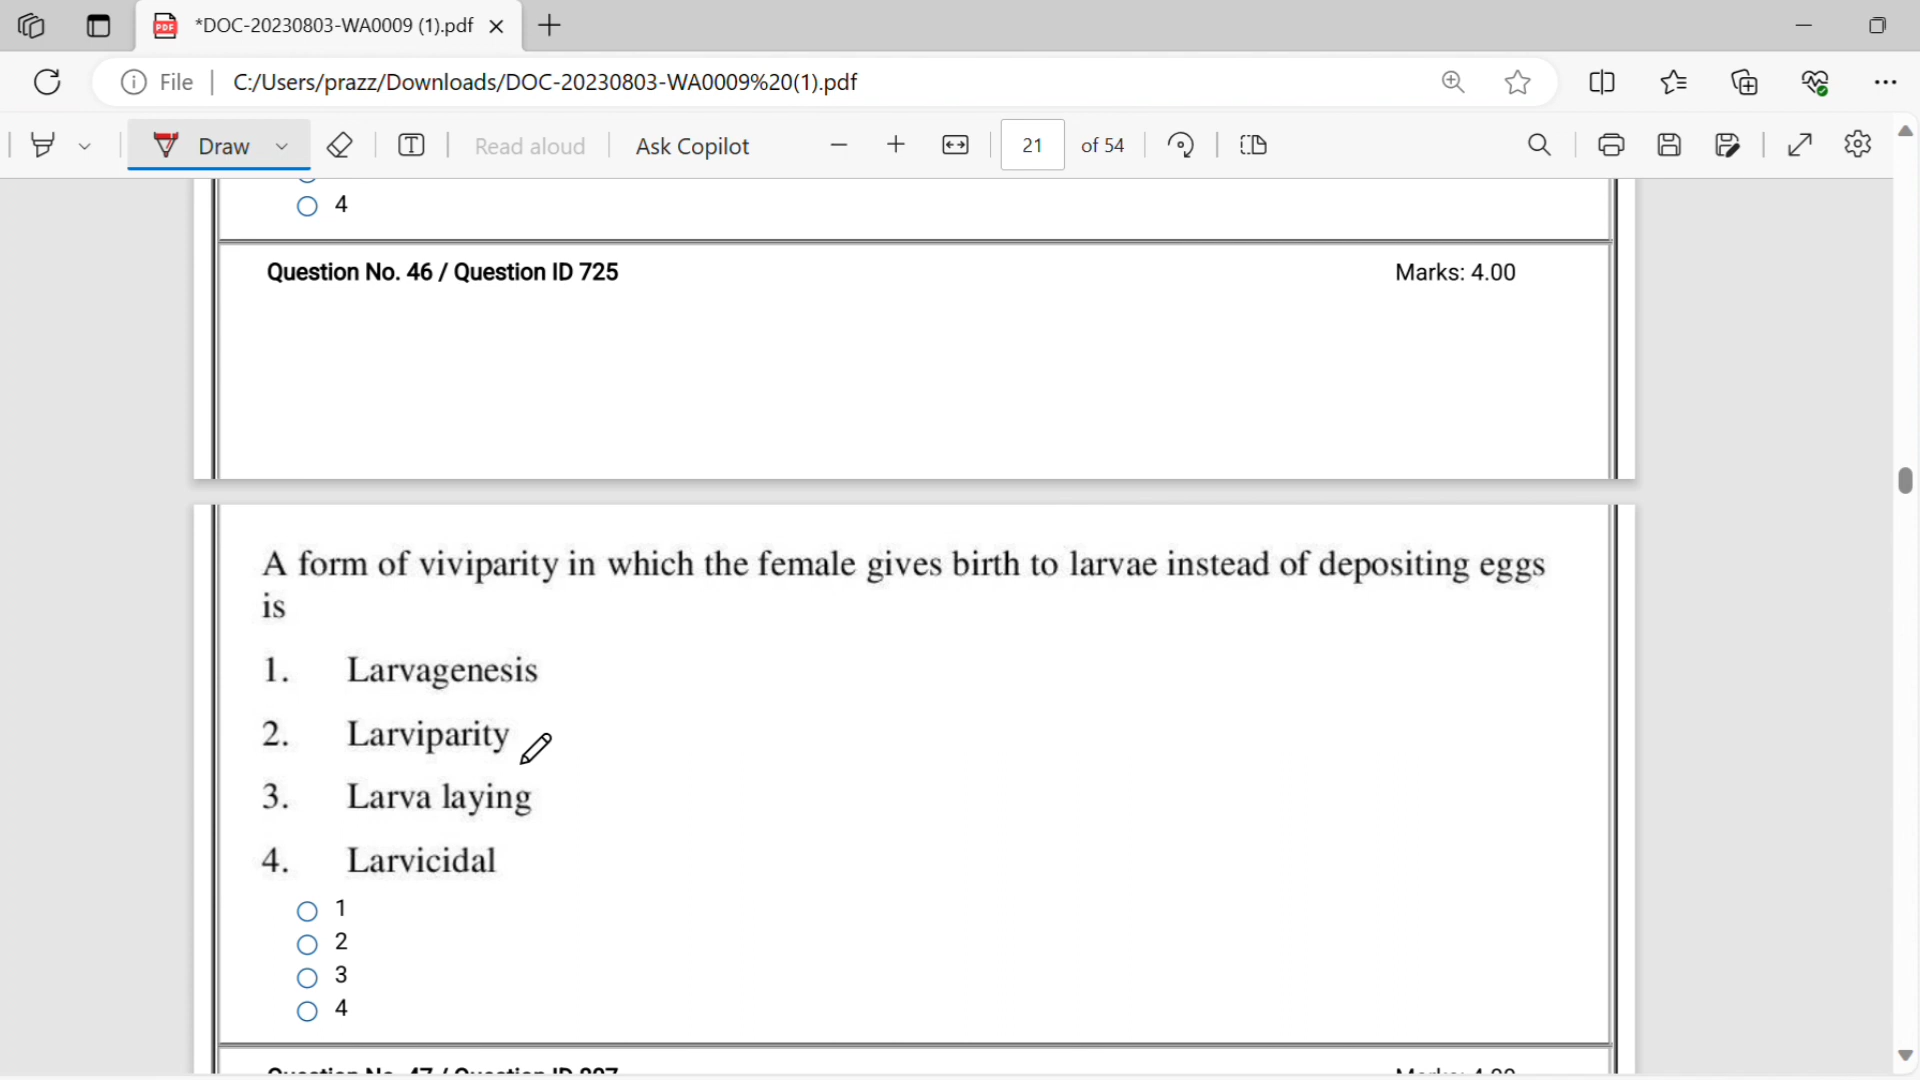 *DOC-20230803-WA0009 (1).pdf
File | C:/Users/prazz/Downloads/DOC-20230803-WA0009%20(1).pdf
Draw Read aloud Ask Copilot 21 of 54
4
Question No. 46 / Question ID 725 Marks: 4.00
A form of viviparity in which the female gives birth to larvae instead of depositing eggs
is
1. Larvagenesis
2. Larviparity
3. Larva laying
4. Larvicidal
1
2
3
4